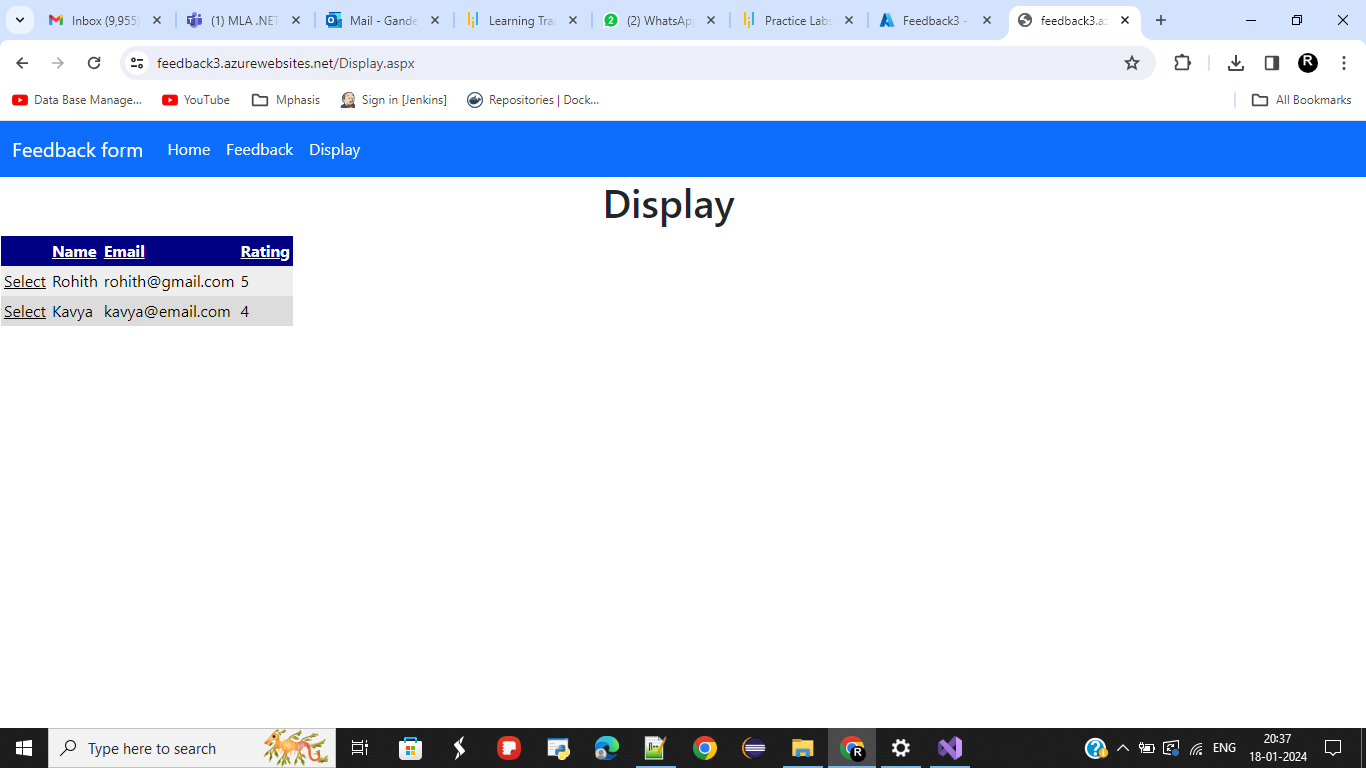 Inbox (9,955
(1) MLA .NET
Mail - Gande
Learning Tra
(2) WhatsApp
Practice Labs
Feedback3 -
feedback3.az
feedback3.azurewebsites.net/Display.aspx
R
Data Base Manage...
YouTube
Mphasis
Sign in [Jenkins]
Repositories | Dock...
All Bookmarks
Feedback form Home Feedback Display
Display
Name Email Rating
Select Rohith rohith@gmail.com 5
Select Kavya kavya@email.com 4
Type here to search
ENG
20:37
18-01-2024